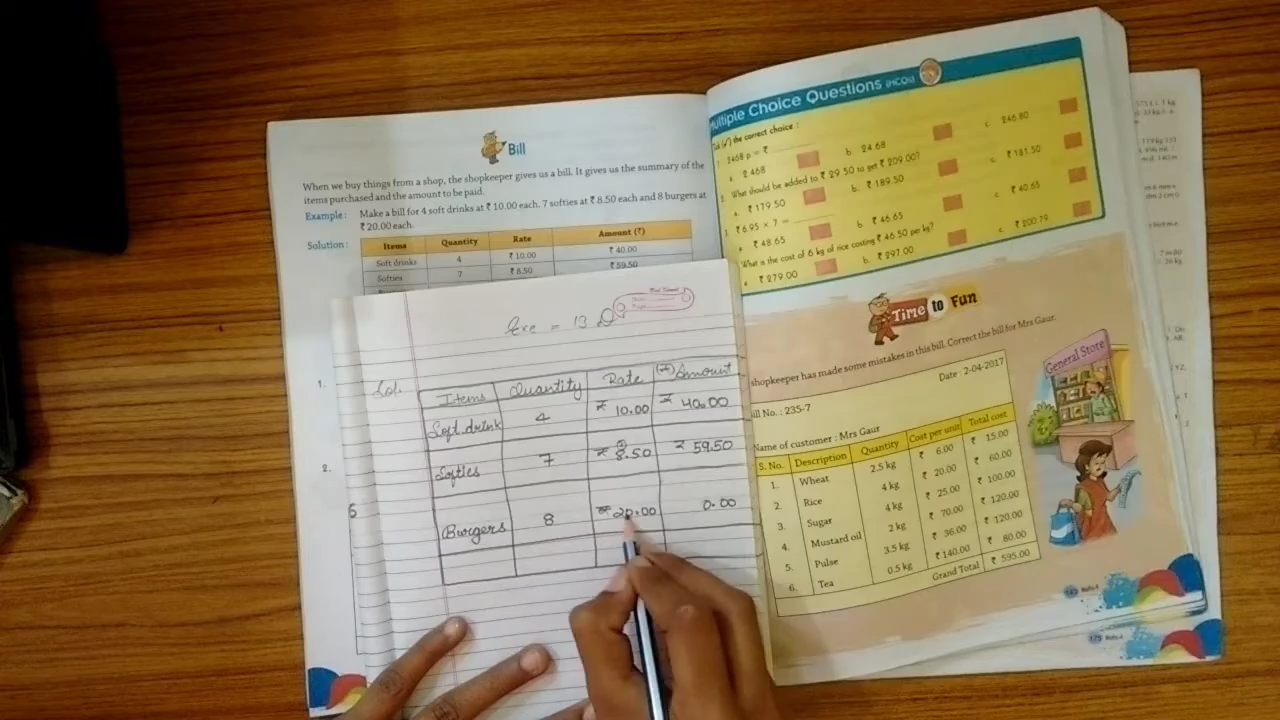 Bill
When we buy things from a shop, the shopkeeper gives us a bill. It gives us the summary of the
items purchased and the amount to be paid.
Example : Make a bill for 4 soft drinks at ₹ 10.00 each. 7 softies at ₹ 8.50 each and 8 burgers at
₹ 20.00 each.
Solution :
Items Quantity Rate Amount (₹)
Soft drinks 4 ₹ 10.00 ₹ 40.00
Softies 7 ₹ 8.50 ₹ 59.50
1.
2.
Exe = 13
Sol.
Items Quantity Rate (₹) Amount
Soft drink 4 ₹ 10.00 ₹ 40.00
Softies 7 ₹ 8.50 ₹ 59.50
Burgers 8 ₹ 20.00 0.00
Multiple Choice Questions (MCQs)
Tick (✓) the correct choice :
2468 p = ₹
a. 2.468 b. 24.68 c. 246.80
2. What should be added to ₹ 29.50 to get ₹ 209.00?
a. ₹ 179.50 b. ₹ 189.50 c. ₹ 181.50
3. ₹ 6.95 × 7 =
a. ₹ 48.65 b. ₹ 46.65 c. ₹ 40.65
What is the cost of 6 kg of rice costing ₹ 46.50 per kg?
a. ₹ 279.00 b. ₹ 297.00 c. ₹ 200.79
Time to Fun
shopkeeper has made some mistakes in this bill. Correct the bill for Mrs Gaur.
General Store
Bill No. : 235-7 Date : 2-04-2017
Name of customer : Mrs Gaur
S. No. Description Quantity Cost per unit Total cost
1. Wheat 2.5 kg ₹ 6.00 ₹ 15.00
2. Rice 4 kg ₹ 20.00 ₹ 60.00
3. Sugar 4 kg ₹ 25.00 ₹ 100.00
4. Mustard oil 2 kg ₹ 70.00 ₹ 120.00
5. Pulse 3.5 kg ₹ 36.00 ₹ 120.00
6. Tea 0.5 kg ₹ 140.00 ₹ 80.00
Grand Total ₹ 595.00